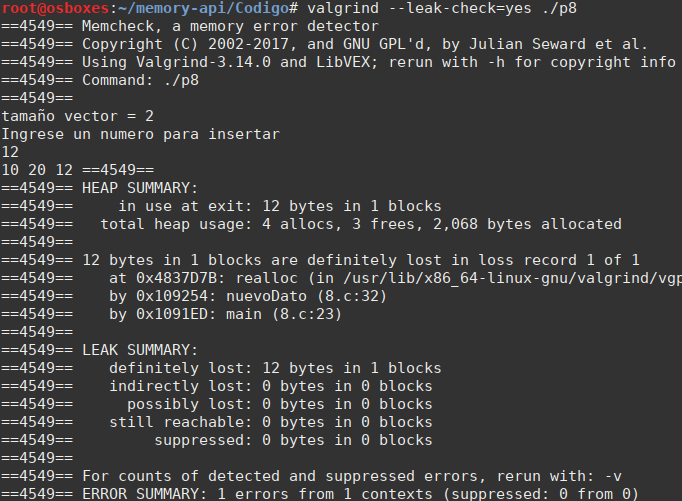 root@osboxes:~/memory-api/Codigo# valgrind --leak-check=yes ./p8
==4549== Memcheck, a memory error detector
==4549== Copyright (C) 2002-2017, and GNU GPL'd, by Julian Seward et al.
==4549== Using Valgrind-3.14.0 and LibVEX; rerun with -h for copyright info
==4549== Command: ./p8
==4549==
tamaño vector = 2
Ingrese un numero para insertar
12
10 20 12 ==4549==
==4549== HEAP SUMMARY:
==4549==     in use at exit: 12 bytes in 1 blocks
==4549==   total heap usage: 4 allocs, 3 frees, 2,068 bytes allocated
==4549==
==4549== 12 bytes in 1 blocks are definitely lost in loss record 1 of 1
==4549==    at 0x4837D7B: realloc (in /usr/lib/x86_64-linux-gnu/valgrind/vgp
==4549==    by 0x109254: nuevoDato (8.c:32)
==4549==    by 0x1091ED: main (8.c:23)
==4549==
==4549== LEAK SUMMARY:
==4549==    definitely lost: 12 bytes in 1 blocks
==4549==    indirectly lost: 0 bytes in 0 blocks
==4549==      possibly lost: 0 bytes in 0 blocks
==4549==    still reachable: 0 bytes in 0 blocks
==4549==         suppressed: 0 bytes in 0 blocks
==4549==
==4549== For counts of detected and suppressed errors, rerun with: -v
==4549== ERROR SUMMARY: 1 errors from 1 contexts (suppressed: 0 from 0)